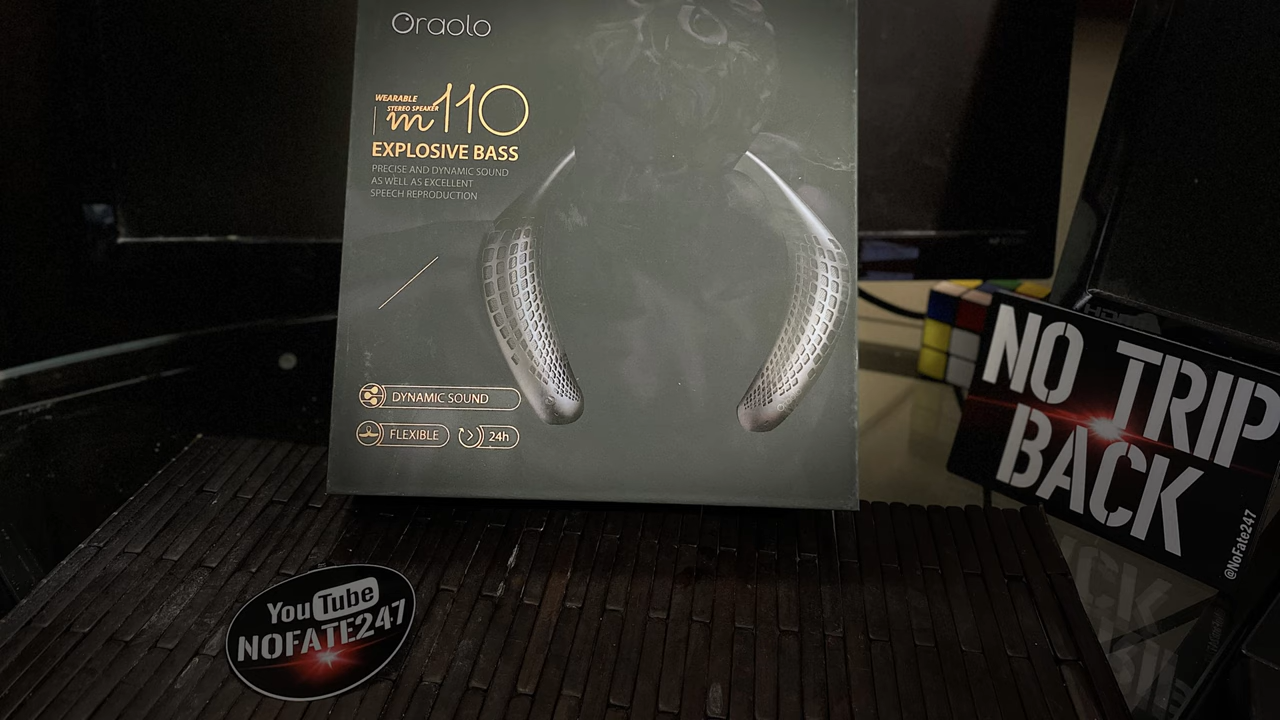 Oraolo
WEARABLE
STEREO SPEAKER
m110
EXPLOSIVE BASS
PRECISE AND DYNAMIC SOUND
AS WELL AS EXCELLENT
SPEECH REPRODUCTION
DYNAMIC SOUND
FLEXIBLE
24h
NO TRIP
BACK
@NoFate247
YouTube
NOFATE247